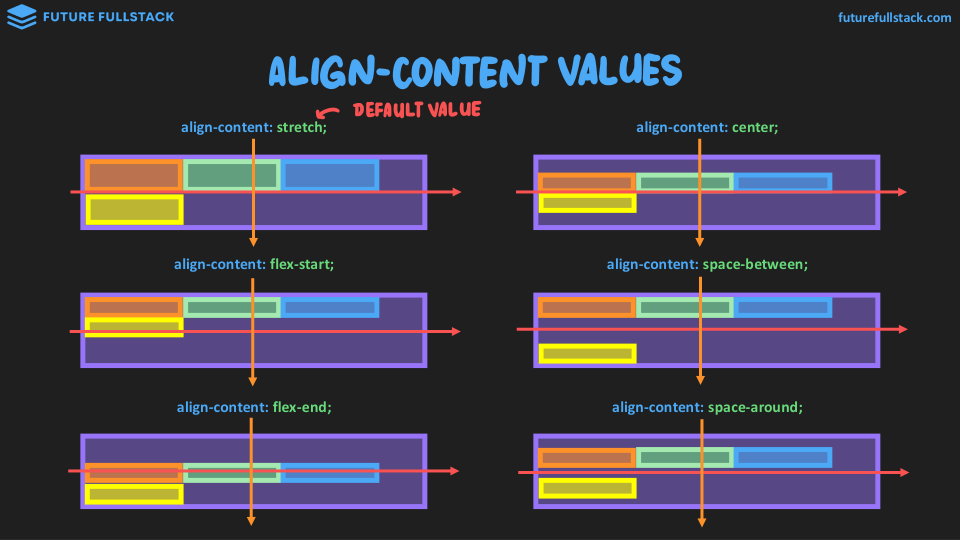 FUTURE FULLSTACK
futurefullstack.com
ALIGN-CONTENT VALUES
DEFAULT VALUE
align-content: stretch;
align-content: center;
align-content: flex-start;
align-content: space-between;
align-content: flex-end;
align-content: space-around;